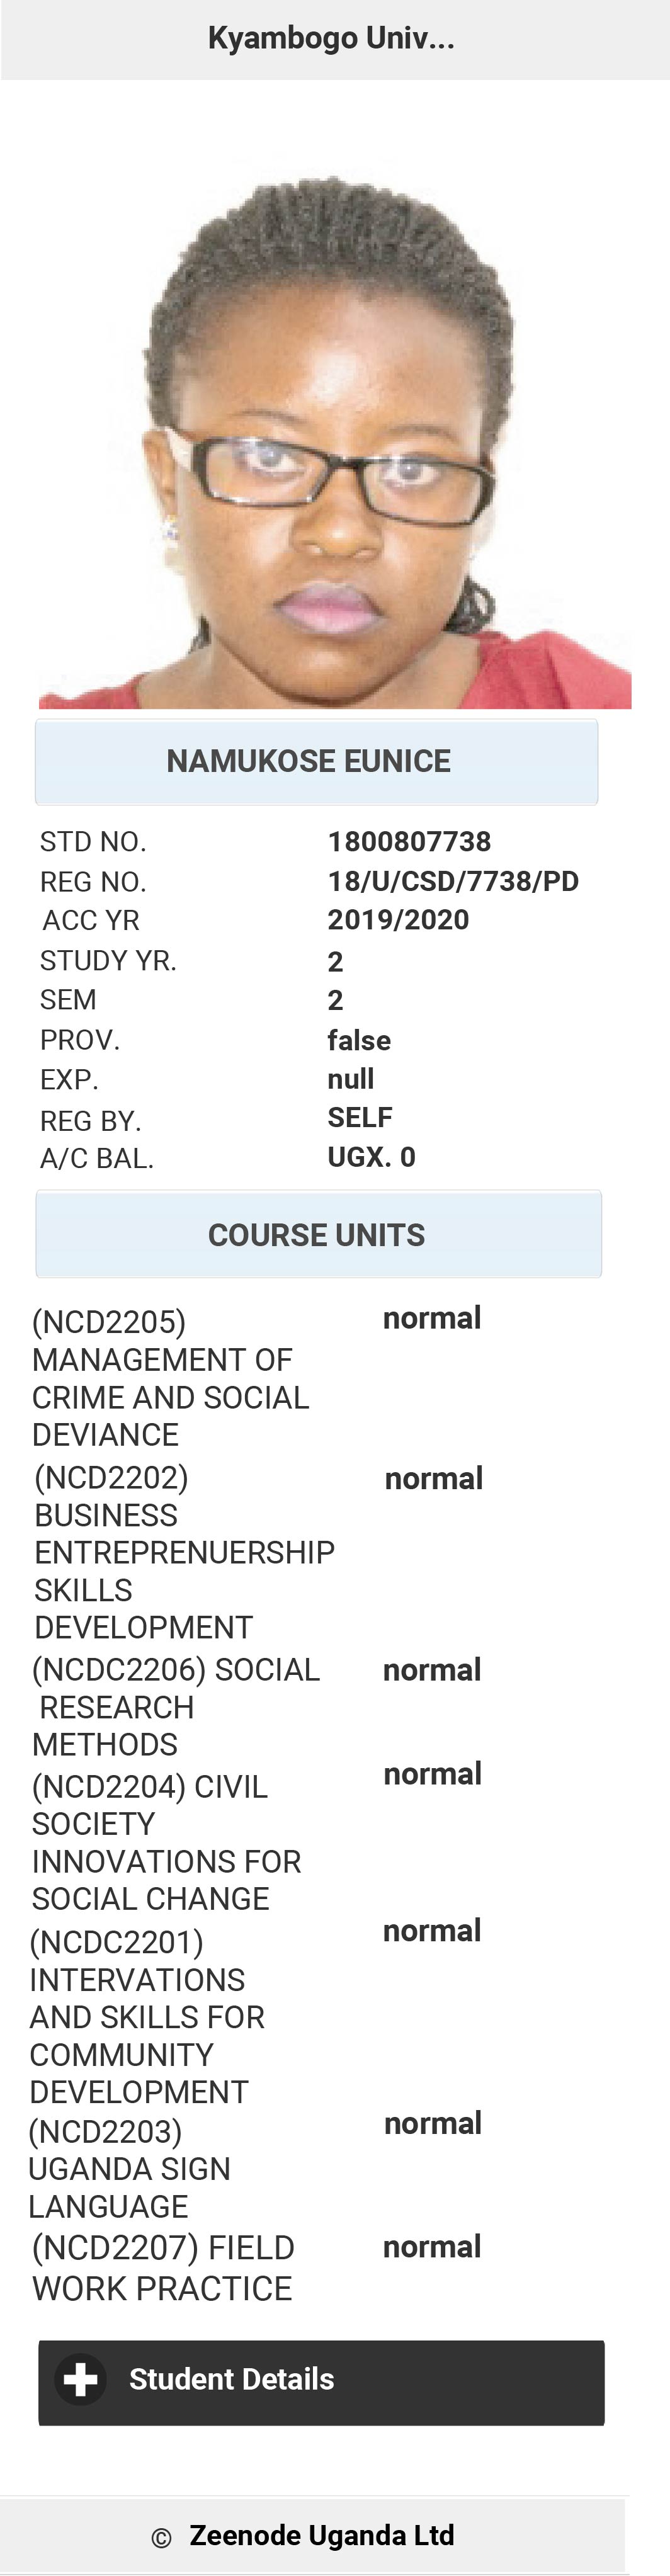 Kyambogo Univ...
NAMUKOSE EUNICE
STD NO. 1800807738
REG NO. 18/U/CSD/7738/PD
ACC YR 2019/2020
STUDY YR. 2
SEM 2
PROV. false
EXP. null
REG BY. SELF
A/C BAL. UGX. 0
COURSE UNITS
(NCD2205) normal
MANAGEMENT OF
CRIME AND SOCIAL
DEVIANCE
(NCD2202) normal
BUSINESS
ENTREPRENUERSHIP
SKILLS
DEVELOPMENT
(NCDC2206) SOCIAL normal
RESEARCH
METHODS
(NCD2204) CIVIL normal
SOCIETY
INNOVATIONS FOR
SOCIAL CHANGE
(NCDC2201) normal
INTERVATIONS
AND SKILLS FOR
COMMUNITY
DEVELOPMENT
(NCD2203) normal
UGANDA SIGN
LANGUAGE
(NCD2207) FIELD normal
WORK PRACTICE
Student Details
© Zeenode Uganda Ltd